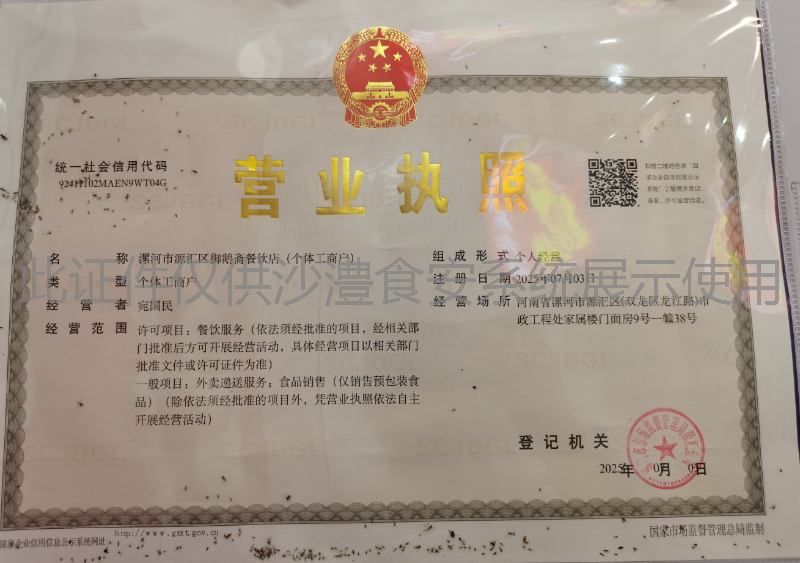 统一社会信用代码
92411102MAEN9WT04G
营业执照
扫描二维码登录“国
家企业信用信息公示
系统”了解更多登记、
备案、许可监管信息。
名称 漯河市源汇区御鹅斋餐饮店（个体工商户）
类型 个体工商户
经营者 宛国民
经营范围 许可项目：餐饮服务（依法须经批准的项目，经相关部
门批准后方可开展经营活动，具体经营项目以相关部门
批准文件或许可证件为准）
一般项目：外卖递送服务；食品销售（仅销售预包装食
品）（除依法须经批准的项目外，凭营业执照依法自主
开展经营活动）
组成形式 个人经营
注册日期 2025年07月03日
经营场所 河南省漯河市源汇区(双龙区龙江路)市
政工程处家属楼门面房9号一幢38号
此证件仅供沙澧食安系统展示使用
登记机关
2025年 0月 0日
国家企业信用信息公示系统网址:
http://www.gsxt.gov.cn
国家市场监督管理总局监制
SCJDGL
SCJDGL
SCJDGL
SCJDGL